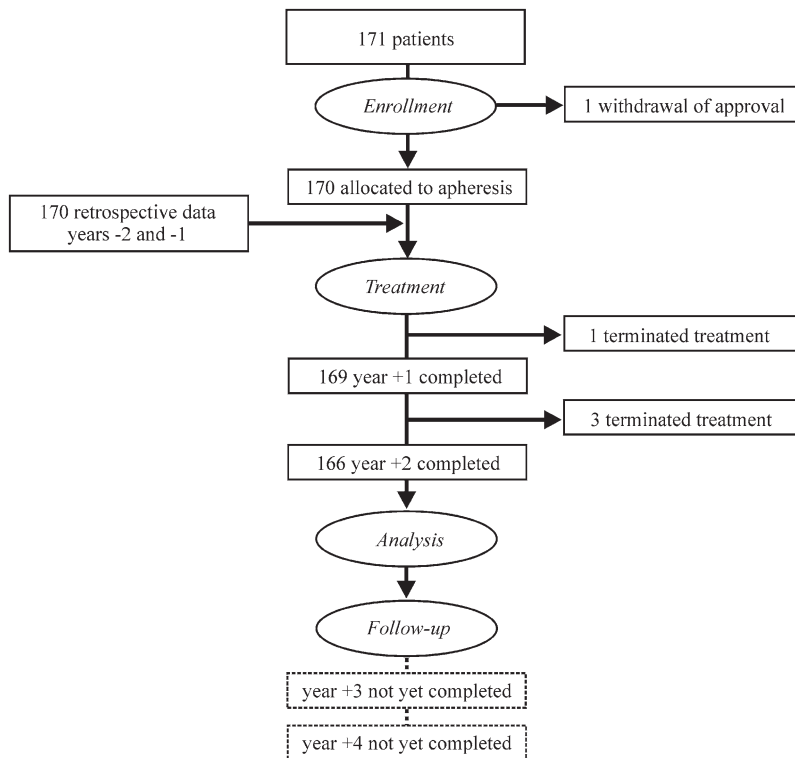 171 patients
Enrollment
1 withdrawal of approval
170 allocated to apheresis
170 retrospective data
years -2 and -1
Treatment
1 terminated treatment
169 year +1 completed
3 terminated treatment
166 year +2 completed
Analysis
Follow-up
year +3 not yet completed
year +4 not yet completed